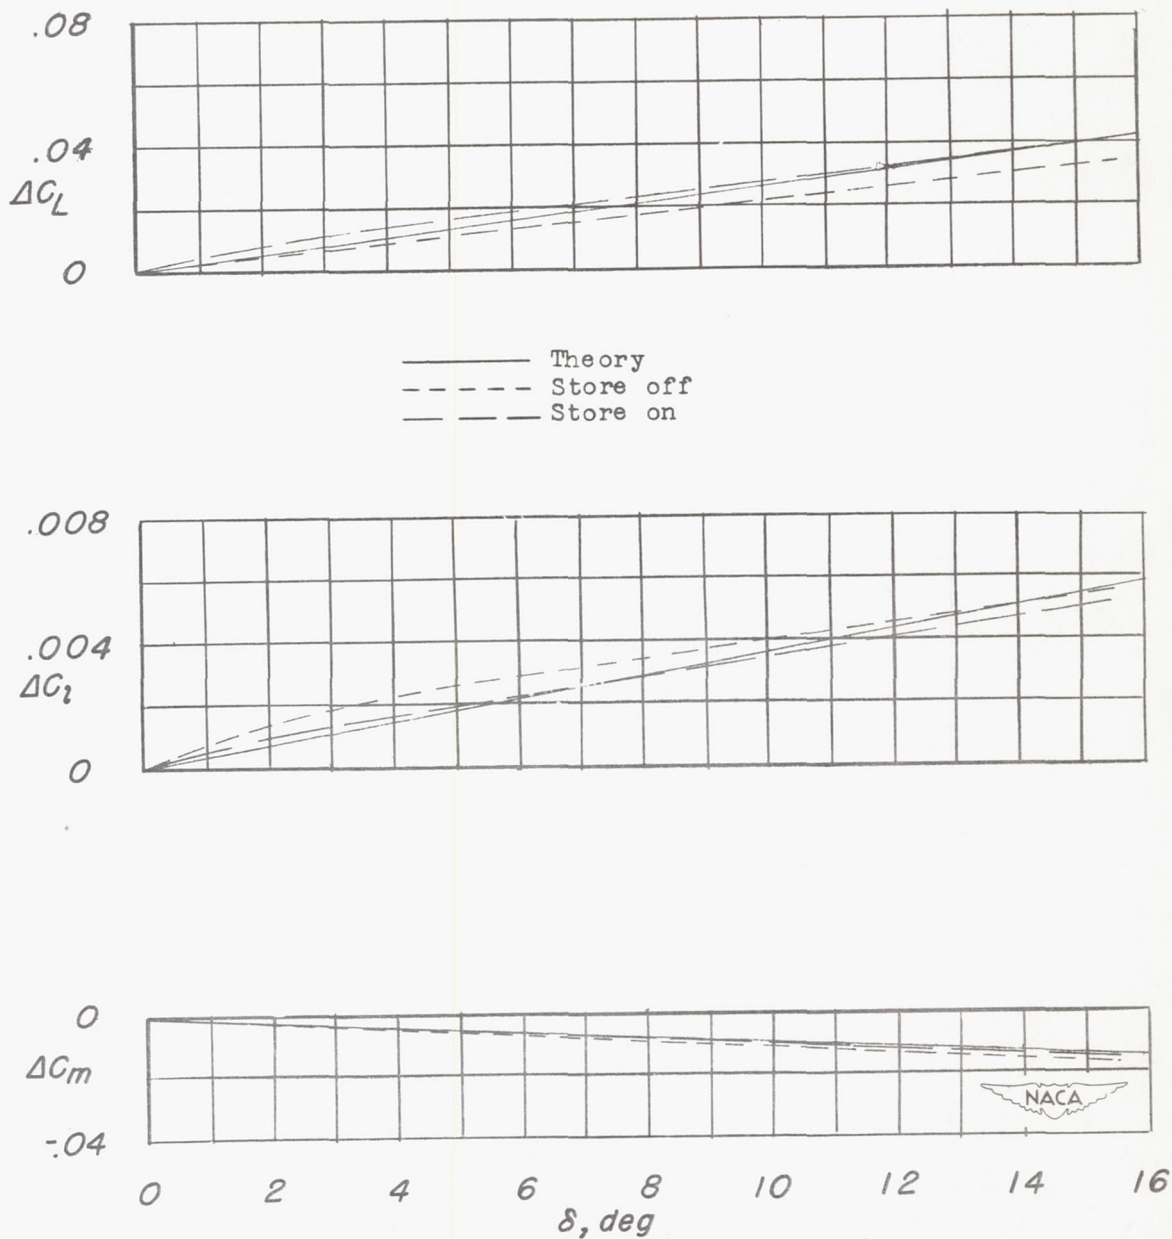 .08
.04
ΔC_L
0
Theory
Store off
Store on
.008
.004
ΔC_l
0
0
ΔC_m
-.04
NACA
0 2 4 6 8 10 12 14 16
δ, deg